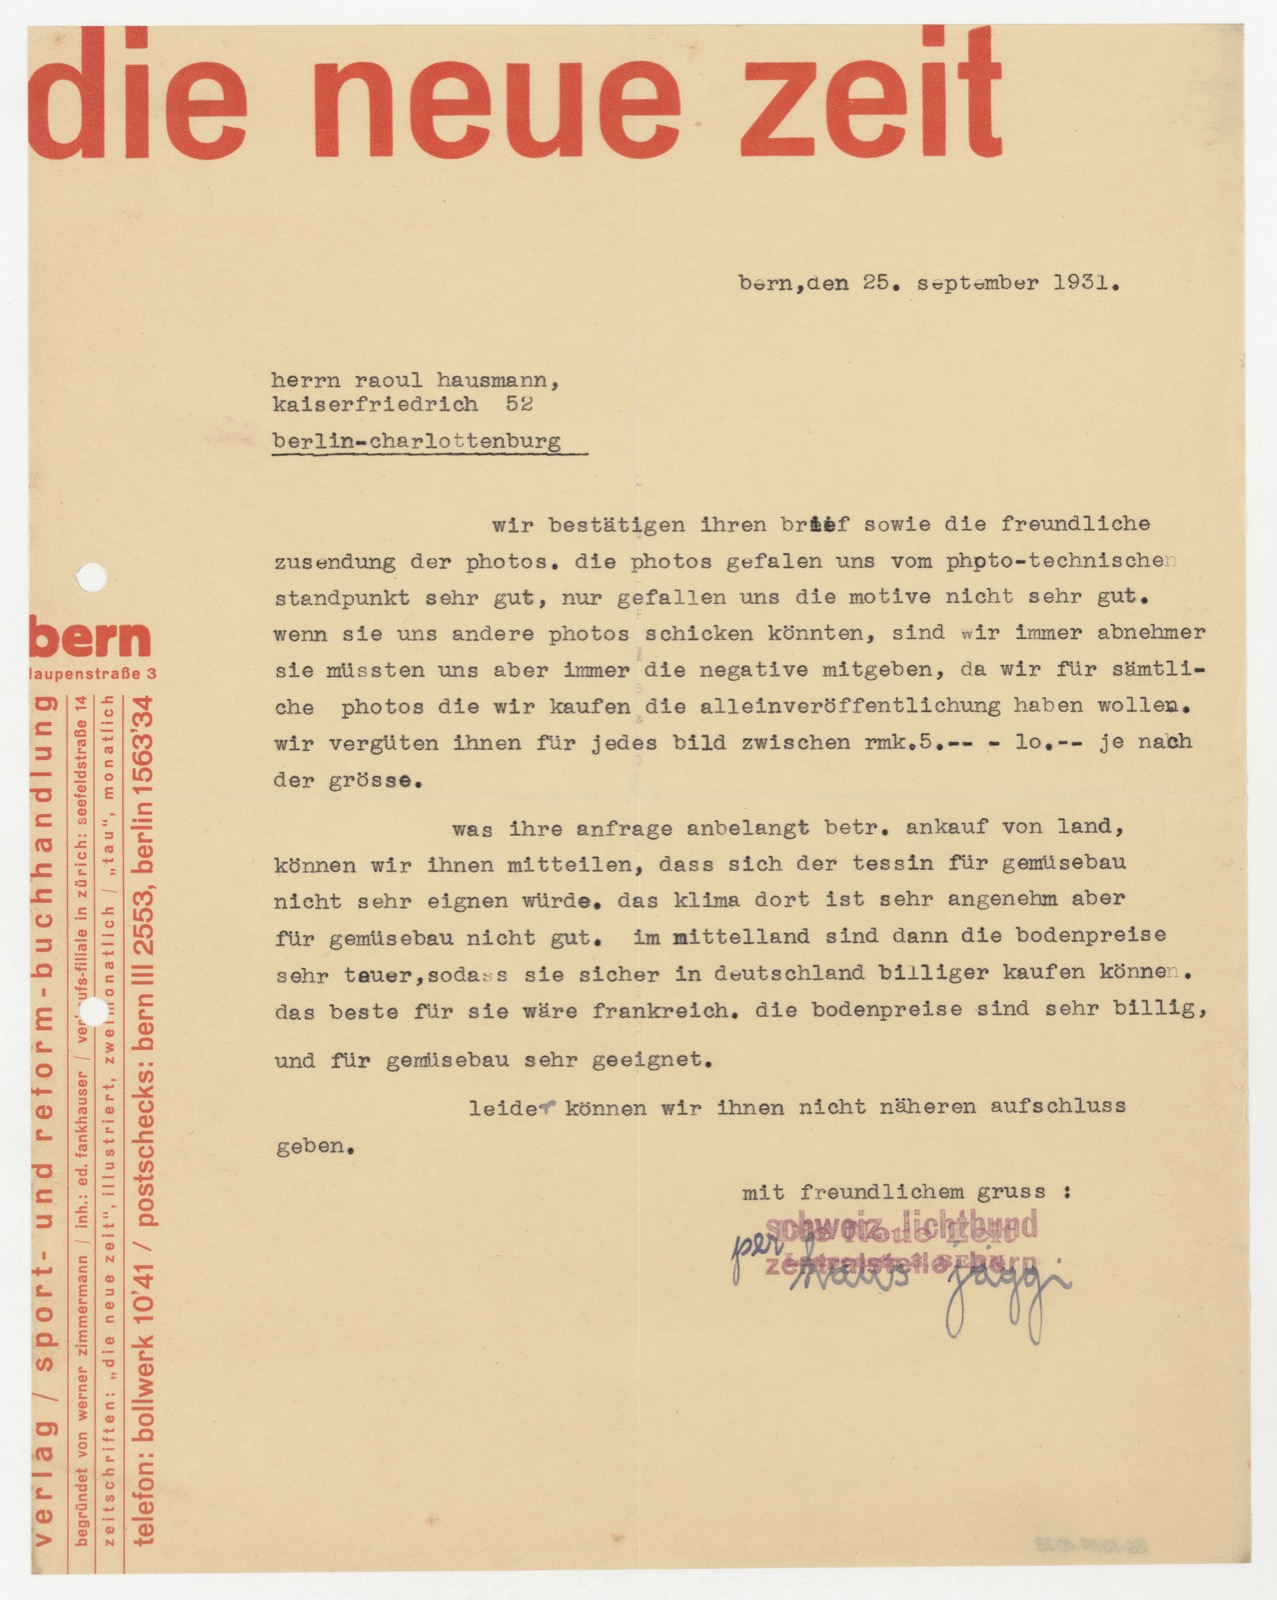 die neue zeit
bern,den 25. september 1931.
herrn raoul hausmann,
kaiserfriedrich 52
berlin-charlottenburg
wir bestätigen ihren brief sowie die freundliche
zusendung der photos. die photos gefalen uns vom photo-technischen
standpunkt sehr gut, nur gefallen uns die motive nicht sehr gut.
wenn sie uns andere photos schicken könnten, sind wir immer abnehmer
sie müssten uns aber immer die negative mitgeben, da wir für sämtli-
che photos die wir kaufen die alleinveröffentlichung haben wollen.
wir vergüten ihnen für jedes bild zwischen rmk.5.-- - lo.-- je nach
der grösse.
was ihre anfrage anbelangt betr. ankauf von land,
können wir ihnen mitteilen, dass sich der tessin für gemüsebau
nicht sehr eignen würde. das klima dort ist sehr angenehm aber
für gemüsebau nicht gut. im mittelland sind dann die bodenpreise
sehr teuer,sodass sie sicher in deutschland billiger kaufen können.
das beste für sie wäre frankreich. die bodenpreise sind sehr billig,
und für gemüsebau sehr geeignet.
leider können wir ihnen nicht näheren aufschluss
geben.
mit freundlichem gruss :
schweiz. lichtbund
Die Neue Zeit
zentralstelle bern
per hans jäggi
bern
laupenstraße 3
verlag / sport- und reform-buchhandlung
begründet von werner zimmermann / inh.: ed. fankhauser / ver ufs-filiale in zürich: seefeldstraße 14
zeitschriften: „die neue zeit“, illustriert, zwei onatlich / „tau“, monatlich
telefon: bollwerk 10'41 / postschecks: bern III 2553, berlin 1563'34